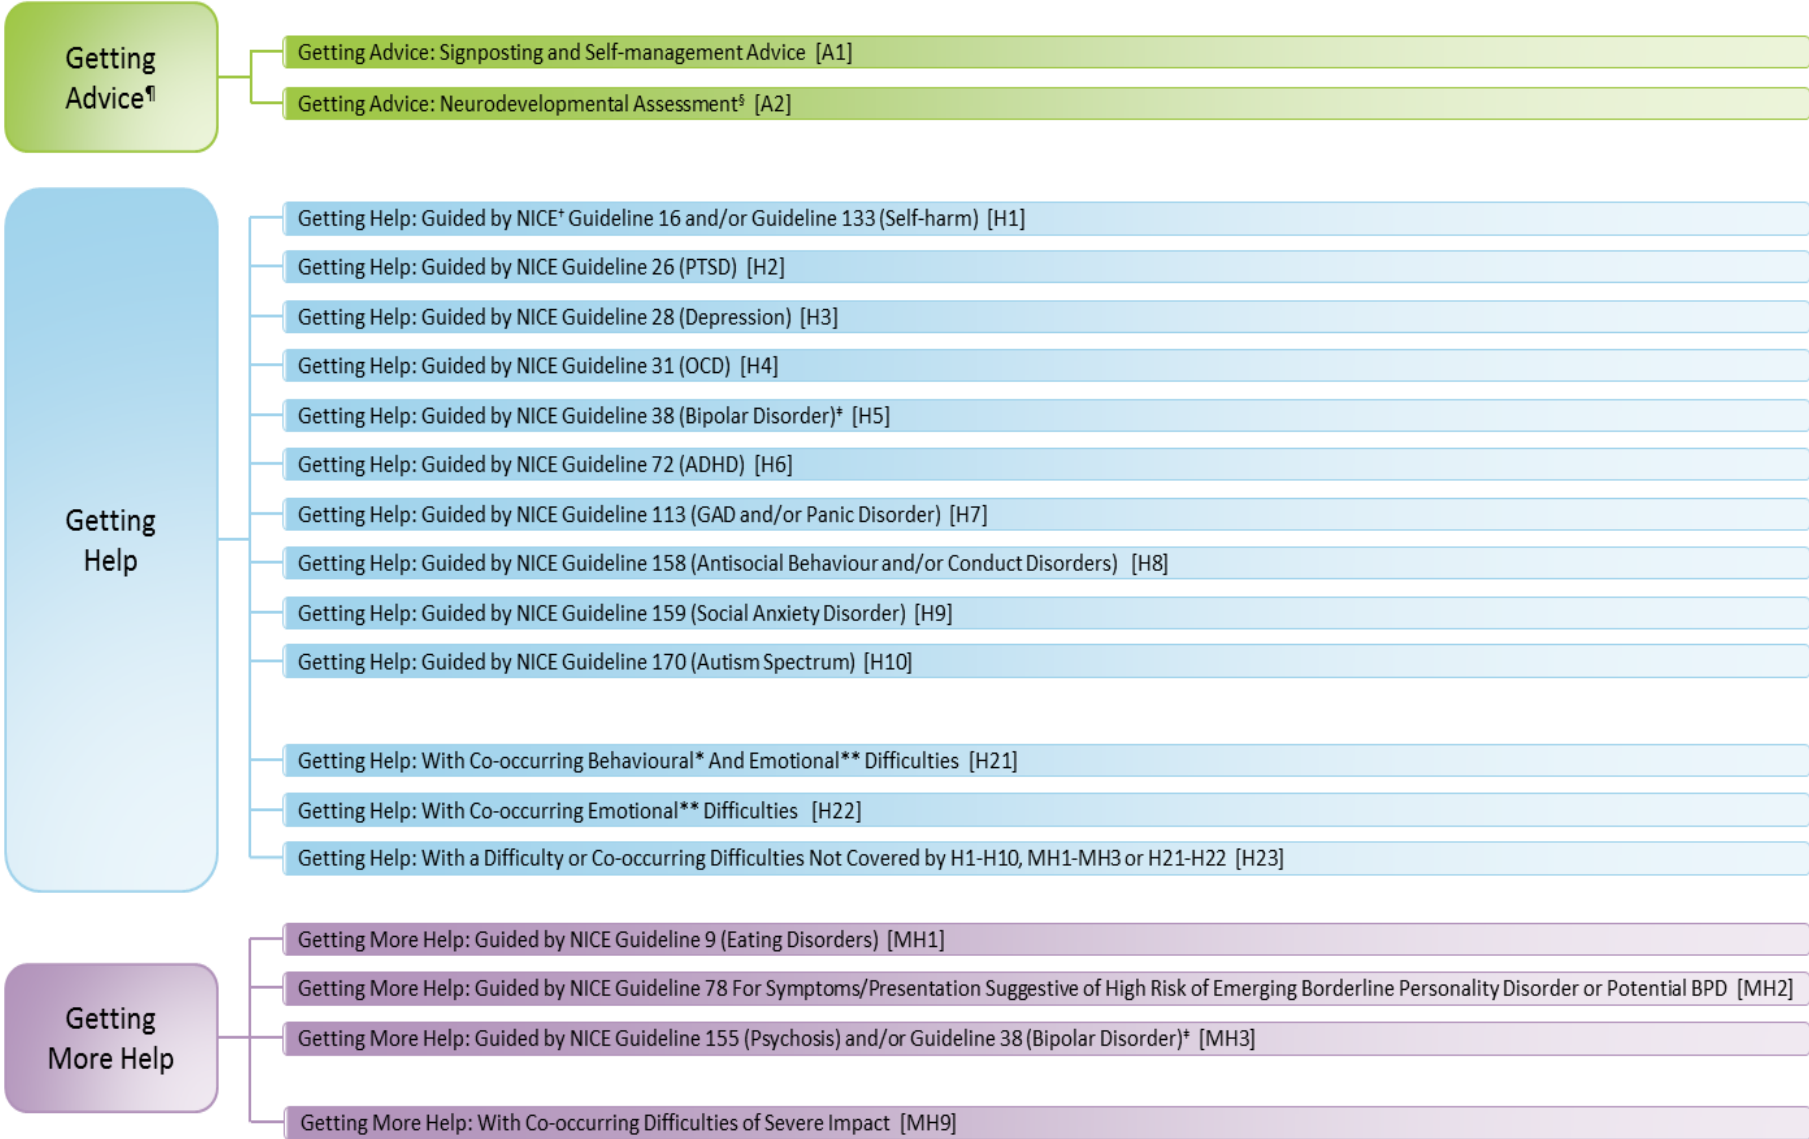 Getting
Advice¶
Getting Advice: Signposting and Self-management Advice [A1]
Getting Advice: Neurodevelopmental Assessment§ [A2]
Getting
Help
Getting Help: Guided by NICE+ Guideline 16 and/or Guideline 133 (Self-harm) [H1]
Getting Help: Guided by NICE Guideline 26 (PTSD) [H2]
Getting Help: Guided by NICE Guideline 28 (Depression) [H3]
Getting Help: Guided by NICE Guideline 31 (OCD) [H4]
Getting Help: Guided by NICE Guideline 38 (Bipolar Disorder)‡ [H5]
Getting Help: Guided by NICE Guideline 72 (ADHD) [H6]
Getting Help: Guided by NICE Guideline 113 (GAD and/or Panic Disorder) [H7]
Getting Help: Guided by NICE Guideline 158 (Antisocial Behaviour and/or Conduct Disorders) [H8]
Getting Help: Guided by NICE Guideline 159 (Social Anxiety Disorder) [H9]
Getting Help: Guided by NICE Guideline 170 (Autism Spectrum) [H10]
Getting Help: With Co-occurring Behavioural* And Emotional** Difficulties [H21]
Getting Help: With Co-occurring Emotional** Difficulties [H22]
Getting Help: With a Difficulty or Co-occurring Difficulties Not Covered by H1-H10, MH1-MH3 or H21-H22 [H23]
Getting
More Help
Getting More Help: Guided by NICE Guideline 9 (Eating Disorders) [MH1]
Getting More Help: Guided by NICE Guideline 78 For Symptoms/Presentation Suggestive of High Risk of Emerging Borderline Personality Disorder or Potential BPD [MH2]
Getting More Help: Guided by NICE Guideline 155 (Psychosis) and/or Guideline 38 (Bipolar Disorder)‡ [MH3]
Getting More Help: With Co-occurring Difficulties of Severe Impact [MH9]